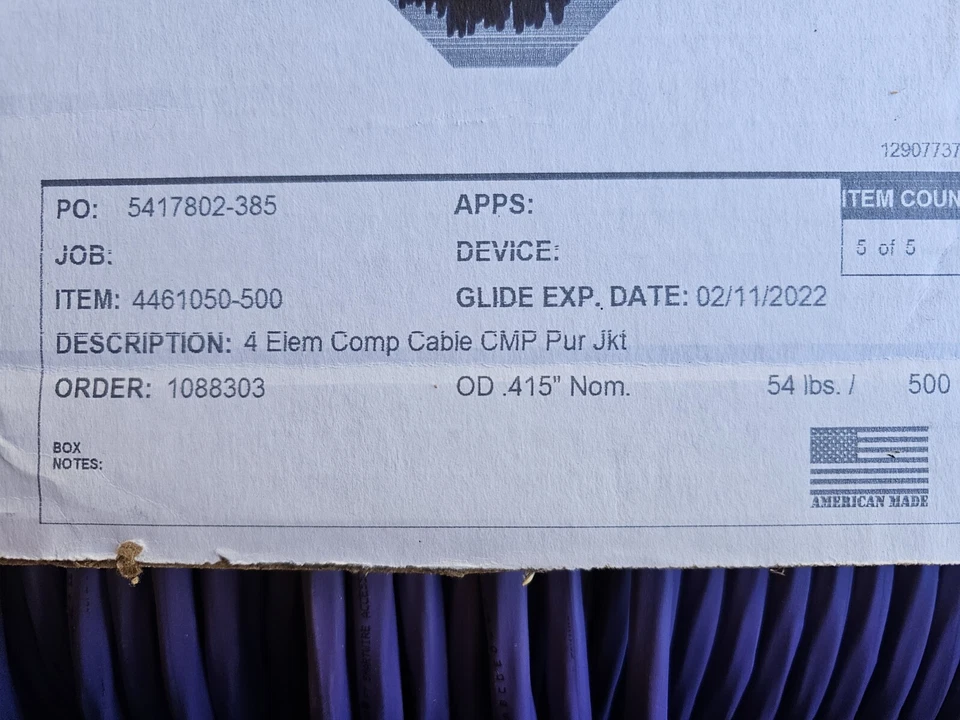 12907737
PO: 5417802-385 APPS: ITEM COUN
JOB: DEVICE: 5 of 5
ITEM: 4461050-500 GLIDE EXP. DATE: 02/11/2022
DESCRIPTION: 4 Elem Comp Cable CMP Pur Jkt
ORDER: 1088303 OD .415" Nom. 54 lbs. / 500
BOX
NOTES:
AMERICAN MADE